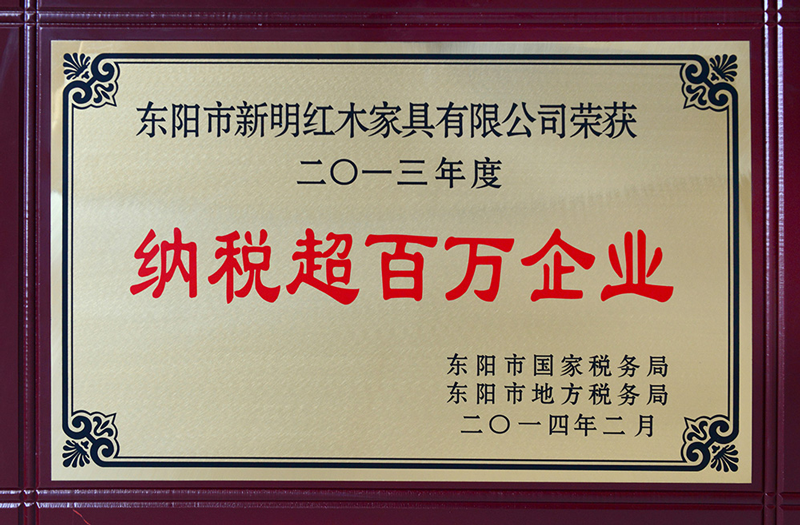 东阳市新明红木家具有限公司荣获
二〇一三年度
纳税超百万企业
东阳市国家税务局
东阳市地方税务局
二〇一四年二月